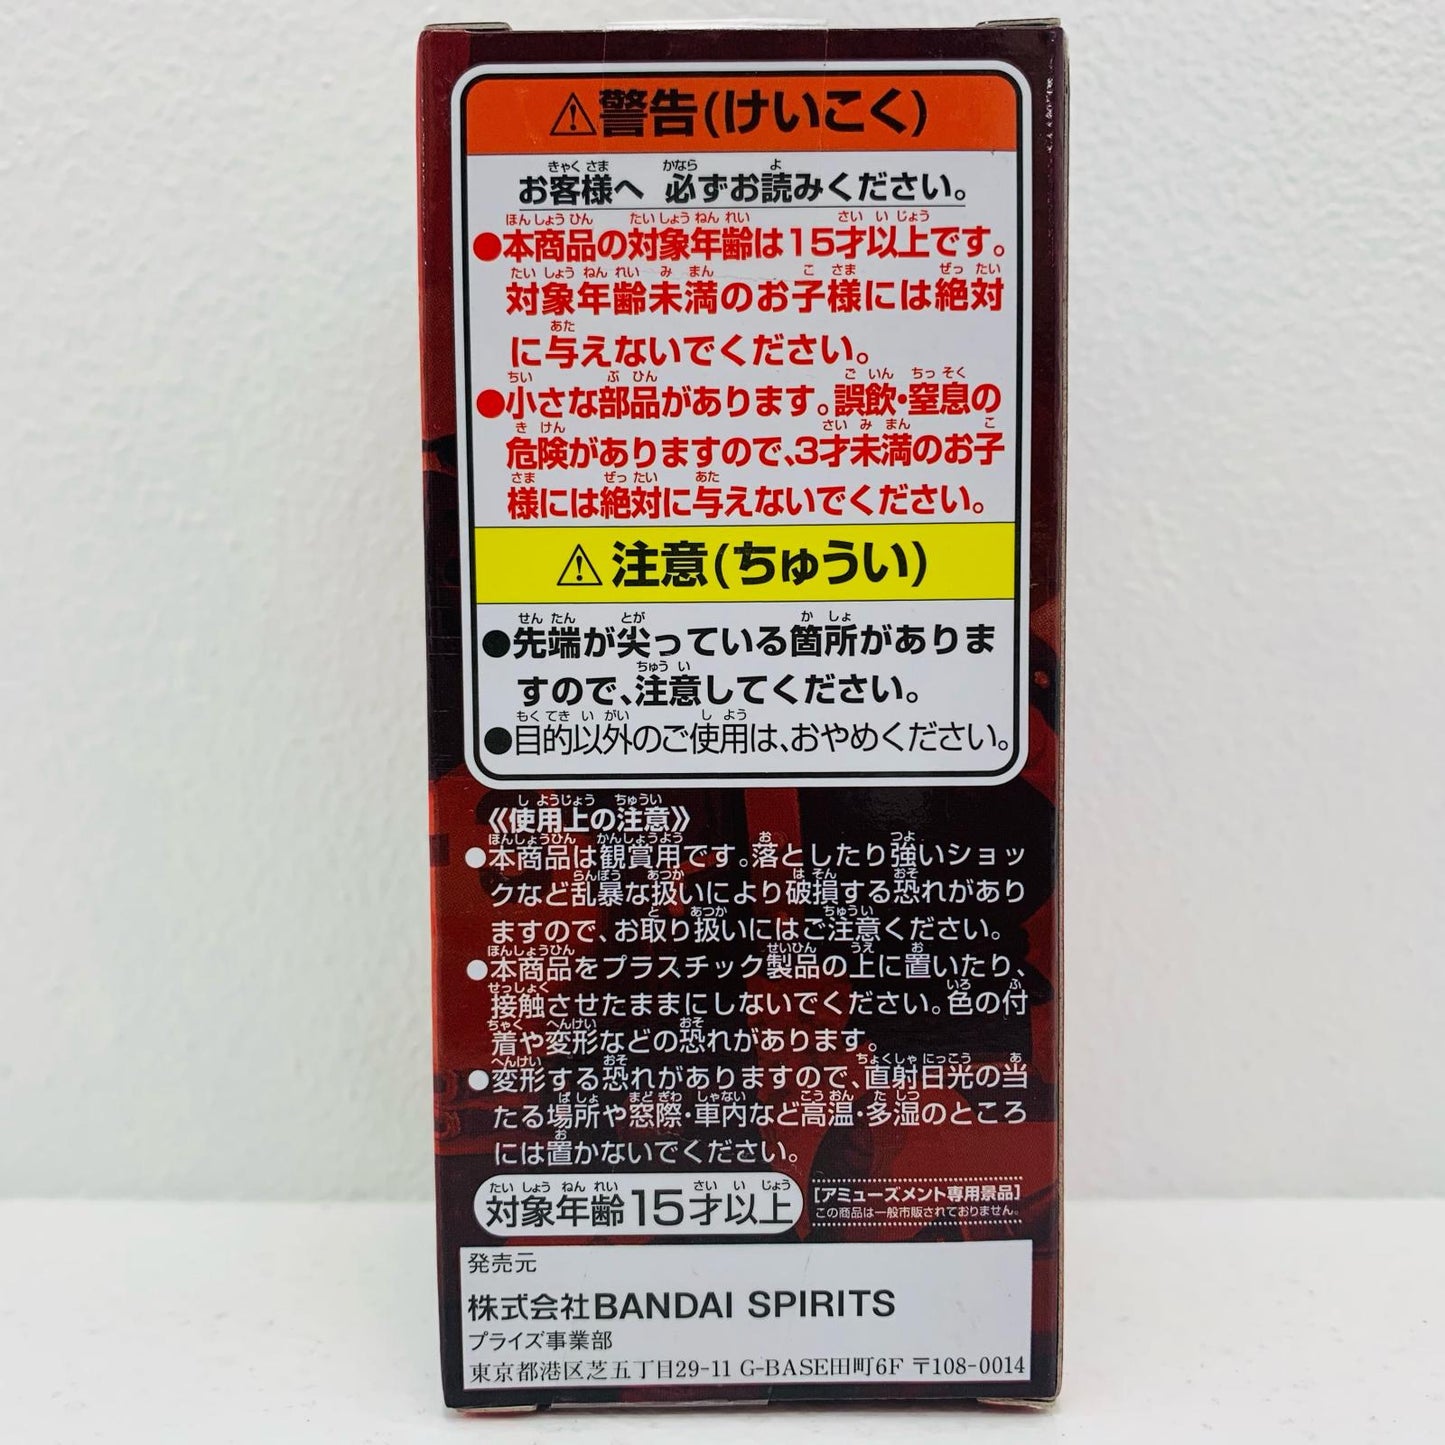 ⚠警告(けいこく)
お客様へ 必ずお読みください。
●本商品の対象年齢は15才以上です。
対象年齢未満のお子様には絶対
に与えないでください。
●小さな部品があります。誤飲・窒息の
危険がありますので、3才未満のお子
様には絶対に与えないでください。
⚠注意(ちゅうい)
●先端が尖っている箇所がありま
すので、注意してください。
●目的以外のご使用は、おやめください。
《使用上の注意》
●本商品は観賞用です。落としたり強いショッ
クなど乱暴な扱いにより破損する恐れがあり
ますので、お取り扱いにはご注意ください。
●本商品をプラスチック製品の上に置いたり、
接触させたままにしないでください。色の付
着や変形などの恐れがあります。
●変形する恐れがありますので、直射日光の当
たる場所や窓際・車内など高温・多湿のところ
には置かないでください。
対象年齢15才以上
[アミューズメント専用景品]
この商品は一般市販されておりません。
発売元
株式会社BANDAI SPIRITS
プライズ事業部
東京都港区芝五丁目29-11 G-BASE田町6F 〒108-0014